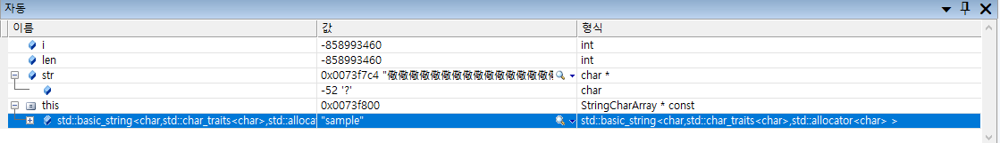 자동
이름 값 형식
i -858993460 int
len -858993460 int
str 0x0073f7c4 "儆儆儆儆儆儆儆儆儆儆儆儆儆儆儆 char *
-52 '?' char
this 0x0073f800 StringCharArray * const
std::basic_string<char,std::char_traits<char>,std::alloca "sample" std::basic_string<char,std::char_traits<char>,std::allocator<char> >